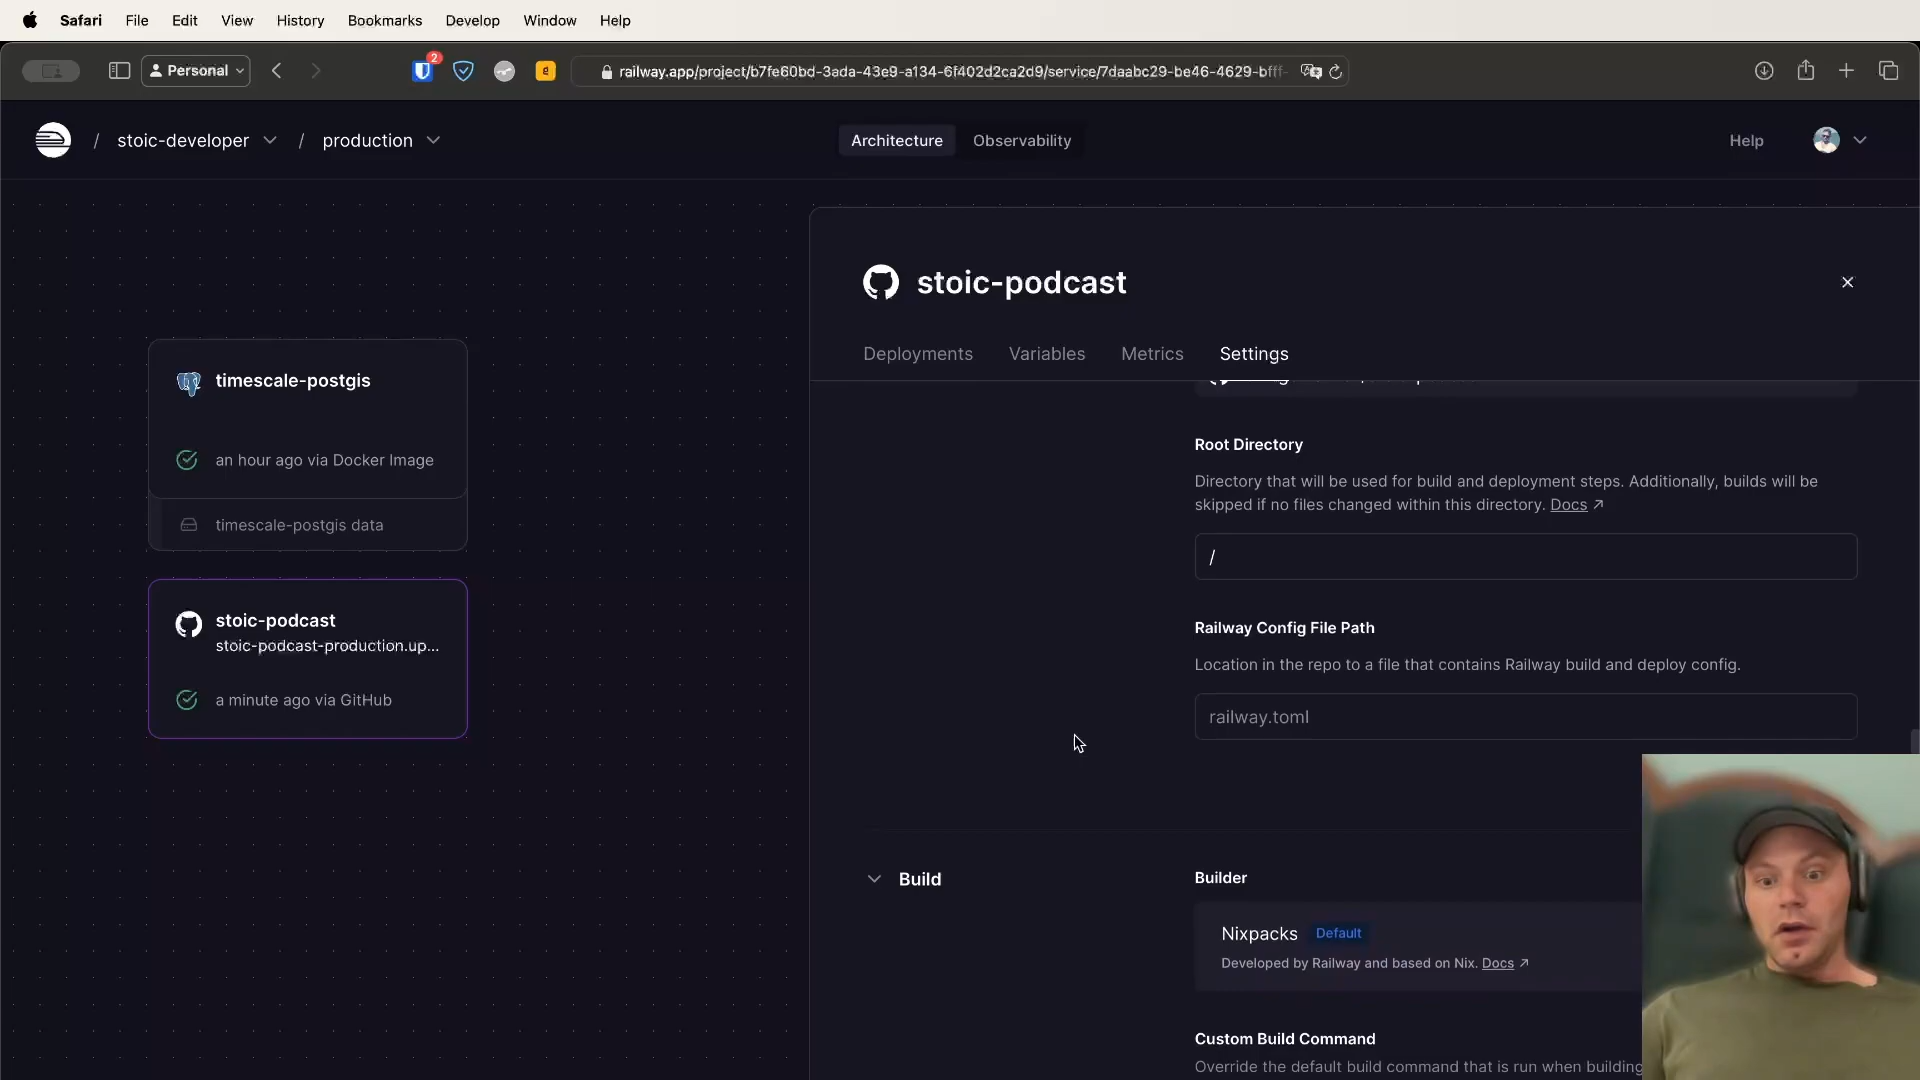 Safari File Edit View History Bookmarks Develop Window Help
Personal
2
railway.app/project/b7fe60bd-3ada-43e9-a134-6f402d2ca2d9/service/7daabc29-be46-4629-bfff-
/ stoic-developer / production
Architecture Observability
Help
stoic-podcast
Deployments Variables Metrics Settings
timescale-postgis
an hour ago via Docker Image
timescale-postgis data
stoic-podcast
stoic-podcast-production.up...
a minute ago via GitHub
Root Directory
Directory that will be used for build and deployment steps. Additionally, builds will be
skipped if no files changed within this directory. Docs ↗
/
Railway Config File Path
Location in the repo to a file that contains Railway build and deploy config.
railway.toml
Build
Builder
Nixpacks Default
Developed by Railway and based on Nix. Docs ↗
Custom Build Command
Override the default build command that is run when building